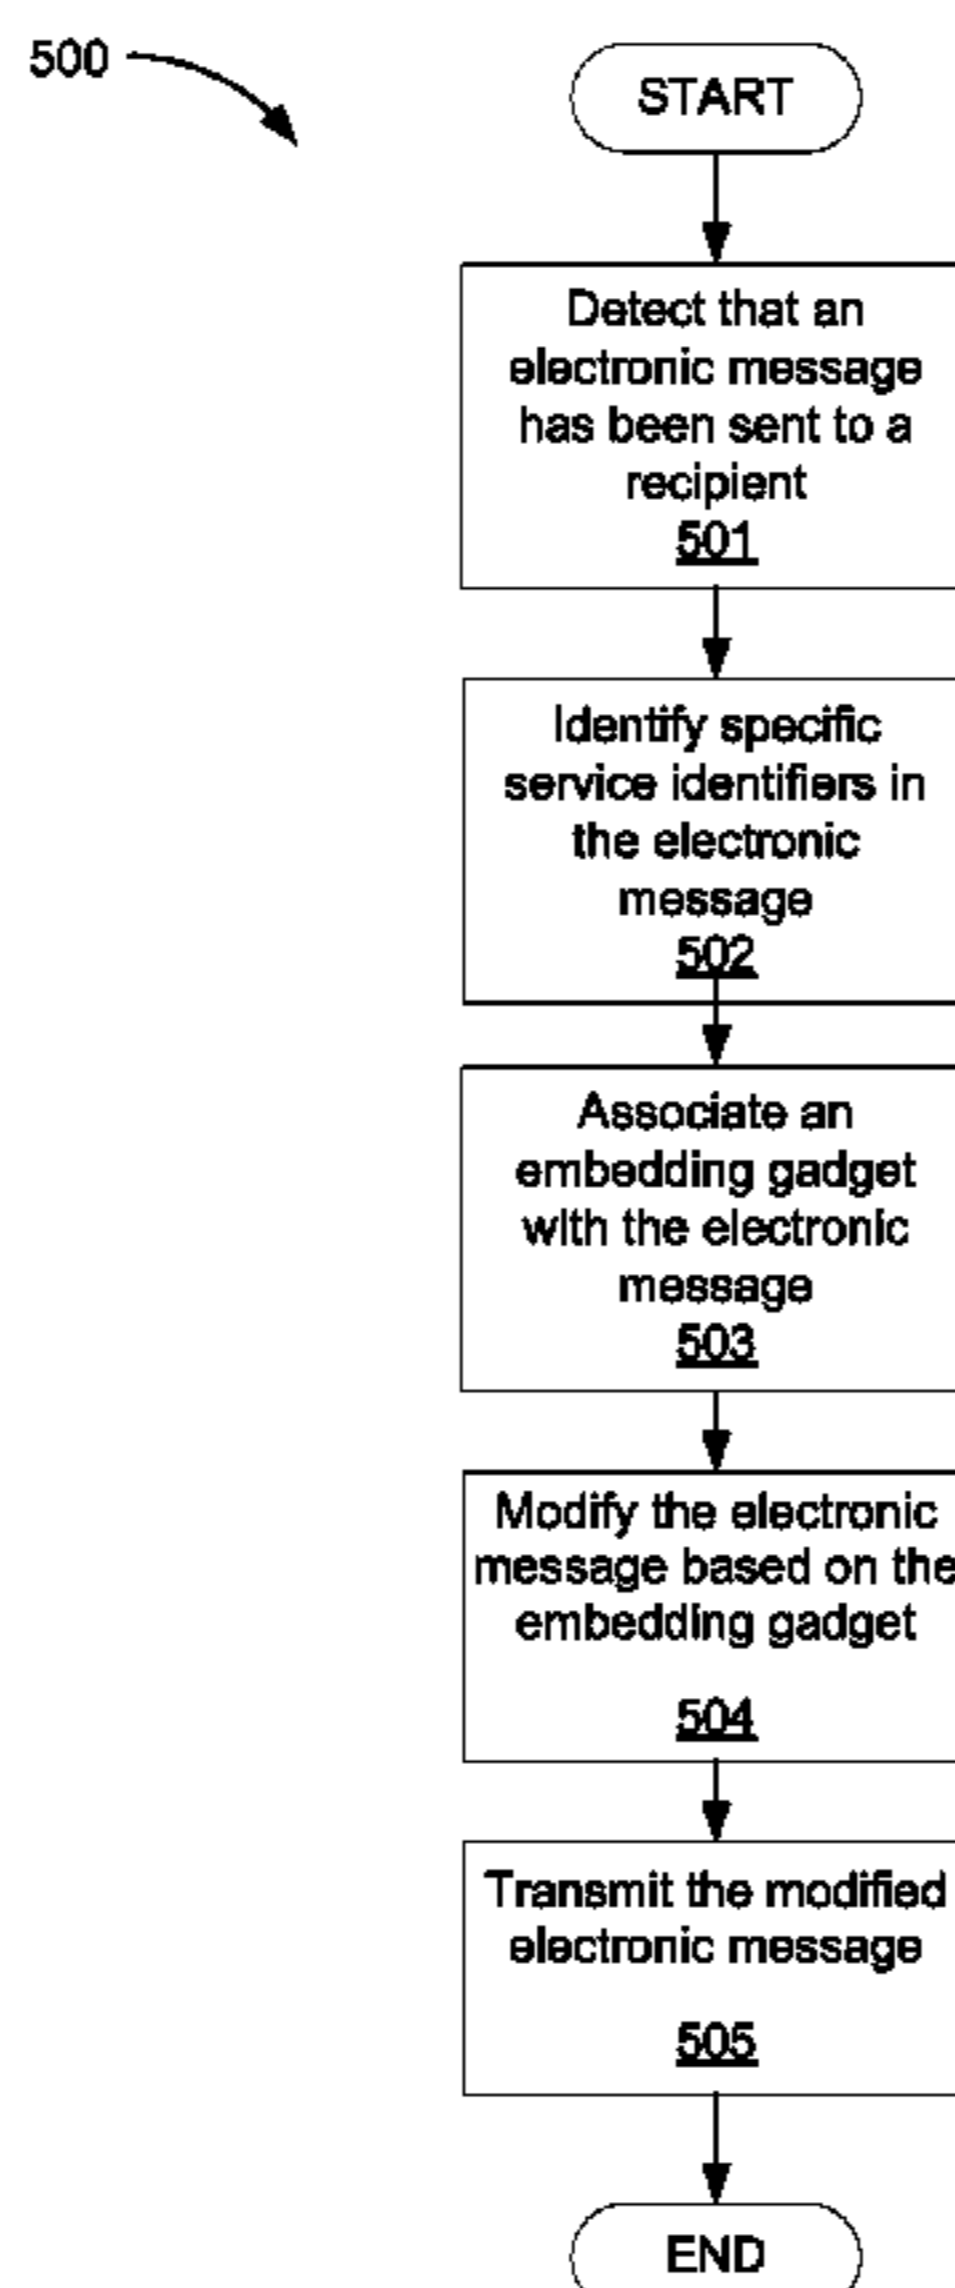 500
START
Detect that an
electronic message
has been sent to a
recipient
501
Identify specific
service identifiers in
the electronic
message
502
Associate an
embedding gadget
with the electronic
message
503
Modify the electronic
message based on the
embedding gadget
504
Transmit the modified
electronic message
505
END